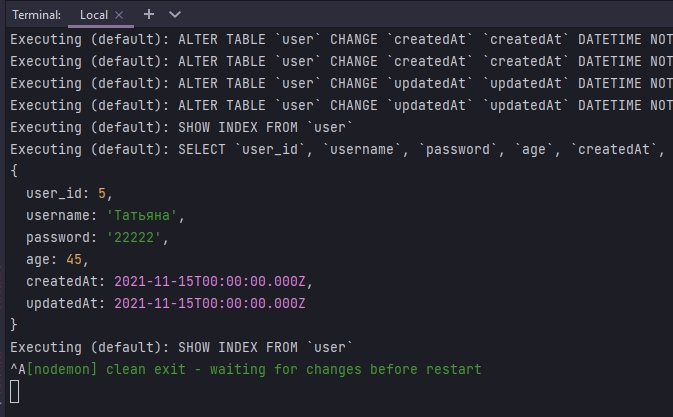 Terminal: Local × + ⌄
Executing (default): ALTER TABLE `user` CHANGE `createdAt` `createdAt` DATETIME NOT
Executing (default): ALTER TABLE `user` CHANGE `createdAt` `createdAt` DATETIME NOT
Executing (default): ALTER TABLE `user` CHANGE `updatedAt` `updatedAt` DATETIME NOT
Executing (default): ALTER TABLE `user` CHANGE `updatedAt` `updatedAt` DATETIME NOT
Executing (default): SHOW INDEX FROM `user`
Executing (default): SELECT `user_id`, `username`, `password`, `age`, `createdAt`,
{
  user_id: 5,
  username: 'Татьяна',
  password: '22222',
  age: 45,
  createdAt: 2021-11-15T00:00:00.000Z,
  updatedAt: 2021-11-15T00:00:00.000Z
}
Executing (default): SHOW INDEX FROM `user`
^A[nodemon] clean exit - waiting for changes before restart